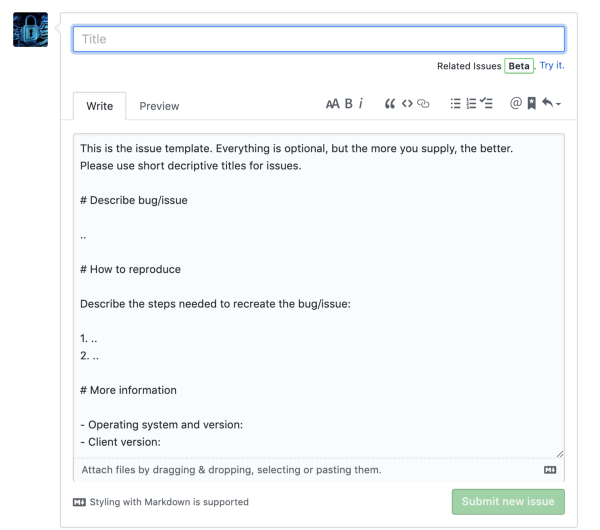 Title
Related Issues Beta. Try it.
Write Preview AA B i “ <> @
This is the issue template. Everything is optional, but the more you supply, the better.
Please use short decriptive titles for issues.
# Describe bug/issue
..
# How to reproduce
Describe the steps needed to recreate the bug/issue:
1. ..
2. ..
# More information
- Operating system and version:
- Client version:
Attach files by dragging & dropping, selecting or pasting them.
Styling with Markdown is supported
Submit new issue